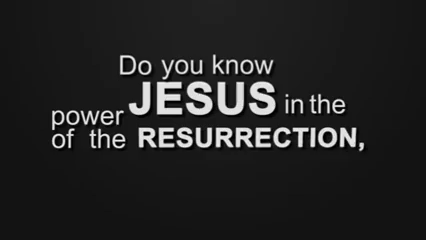 Do you know
JESUS in the
power
of the RESURRECTION,